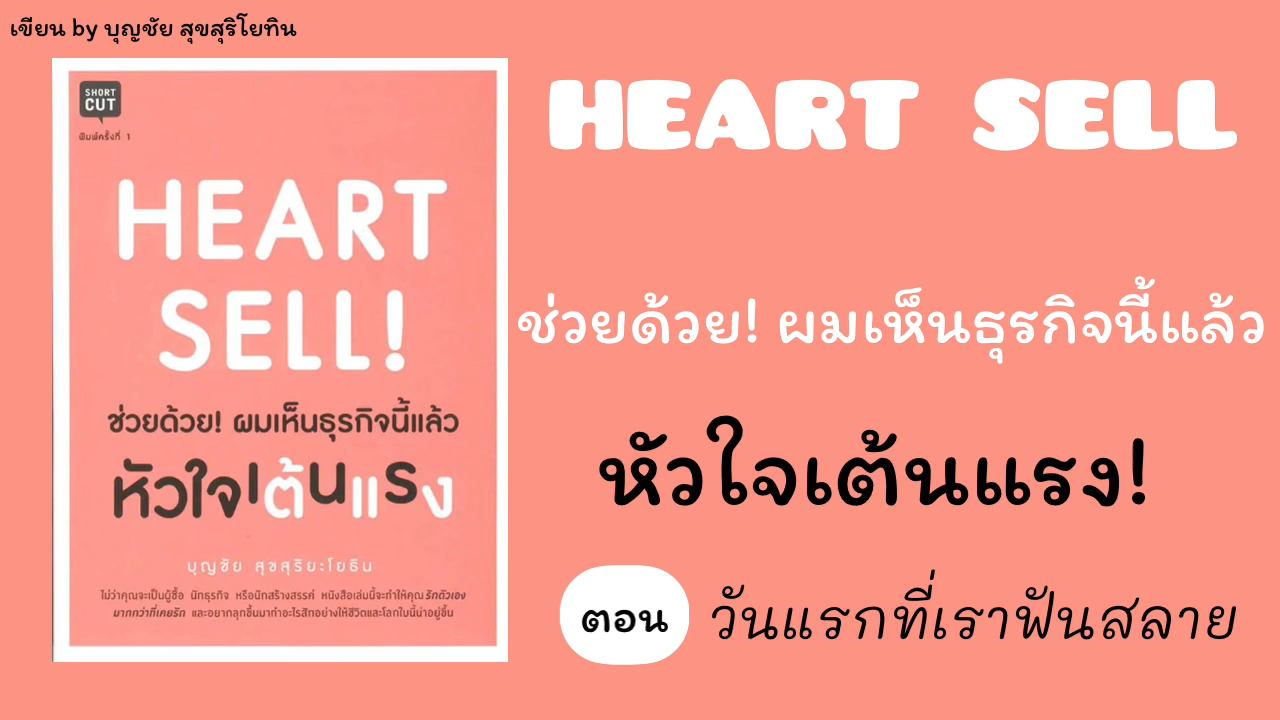 เขียน by บุญชัย สุขสุริโยทิน
SHORT
CUT
พิมพ์ครั้งที่ 1
HEART
SELL!
ช่วยด้วย! ผมเห็นธุรกิจนี้แล้ว
หัวใจเต้นแรง
บุญชัย สุขสุริยะโยธิน
ไม่ว่าคุณจะเป็นผู้ซื้อ นักธุรกิจ หรือนักสร้างสรรค์ หนังสือเล่มนี้จะทำให้คุณรักตัวเอง
มากกว่าที่เคยรัก และอยากลุกขึ้นมาทำอะไรสักอย่างให้ชีวิตและโลกใบนี้น่าอยู่ขึ้น
HEART SELL
ช่วยด้วย! ผมเห็นธุรกิจนี้แล้ว
หัวใจเต้นแรง!
ตอน วันแรกที่เราฟันสลาย